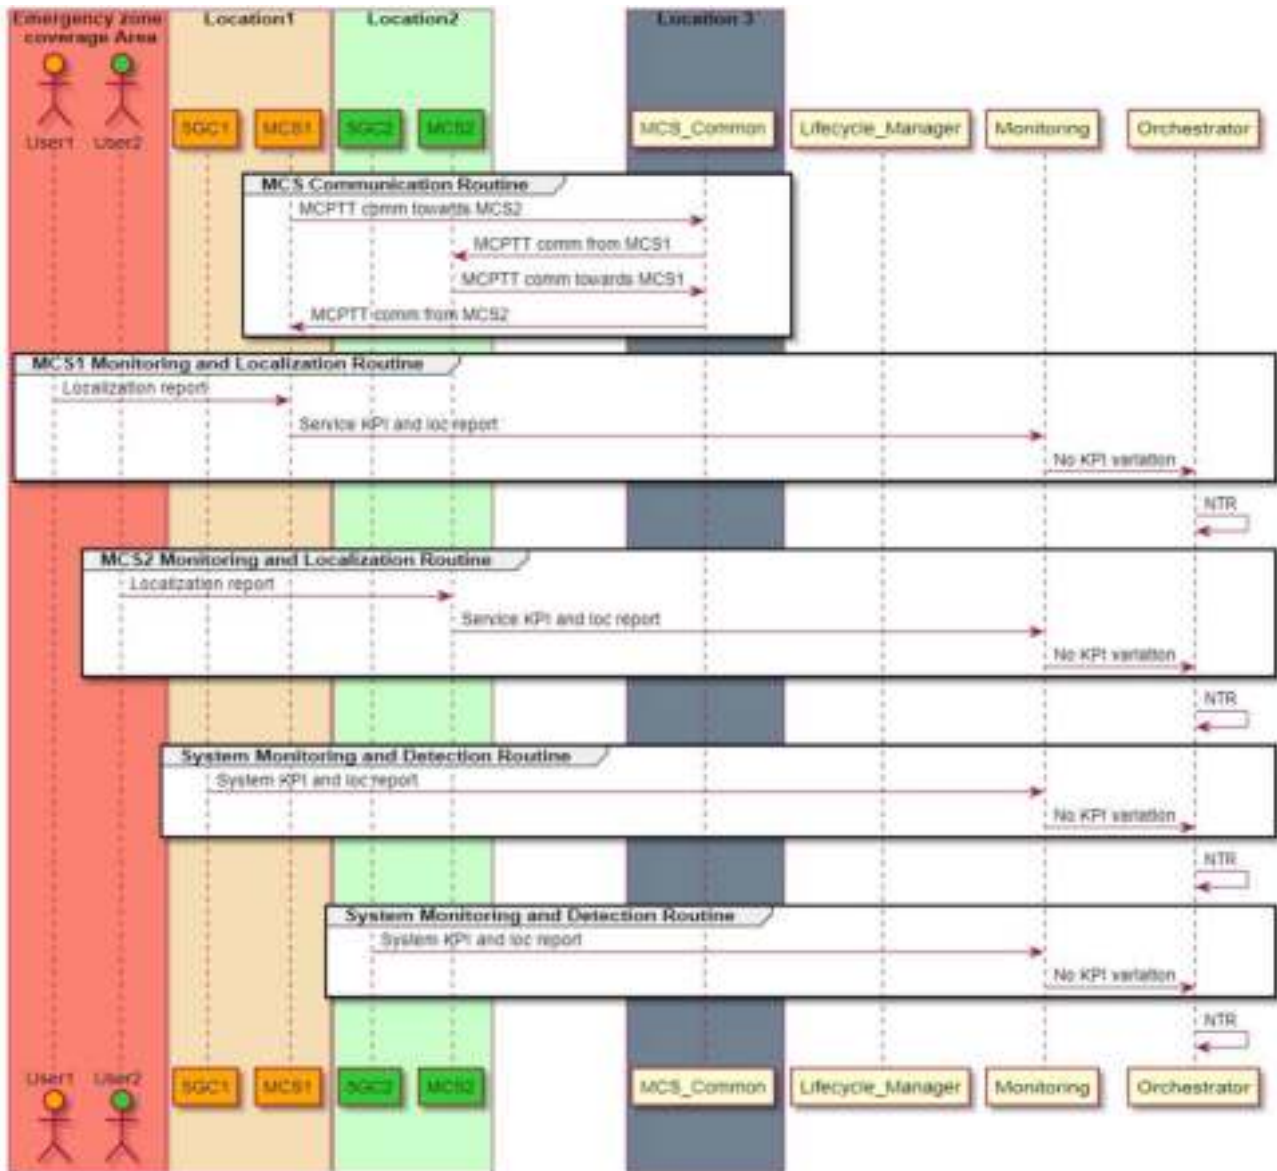 Emergency zone
coverage Area
Location1
Location2
Location 3
User1
User2
5GC1
MCS1
5GC2
MCS2
MCS_Common
Lifecycle_Manager
Monitoring
Orchestrator
MCS Communication Routine
MCPTT comm towards MCS2
MCPTT comm from MCS1
MCPTT comm towards MCS1
MCPTT comm from MCS2
MCS1 Monitoring and Localization Routine
Localization report
Service KPI and loc report
No KPI variation
NTR
MCS2 Monitoring and Localization Routine
Localization report
Service KPI and loc report
No KPI variation
NTR
System Monitoring and Detection Routine
System KPI and loc report
No KPI variation
NTR
System Monitoring and Detection Routine
System KPI and loc report
No KPI variation
NTR
User1
User2
5GC1
MCS1
5GC2
MCS2
MCS_Common
Lifecycle_Manager
Monitoring
Orchestrator